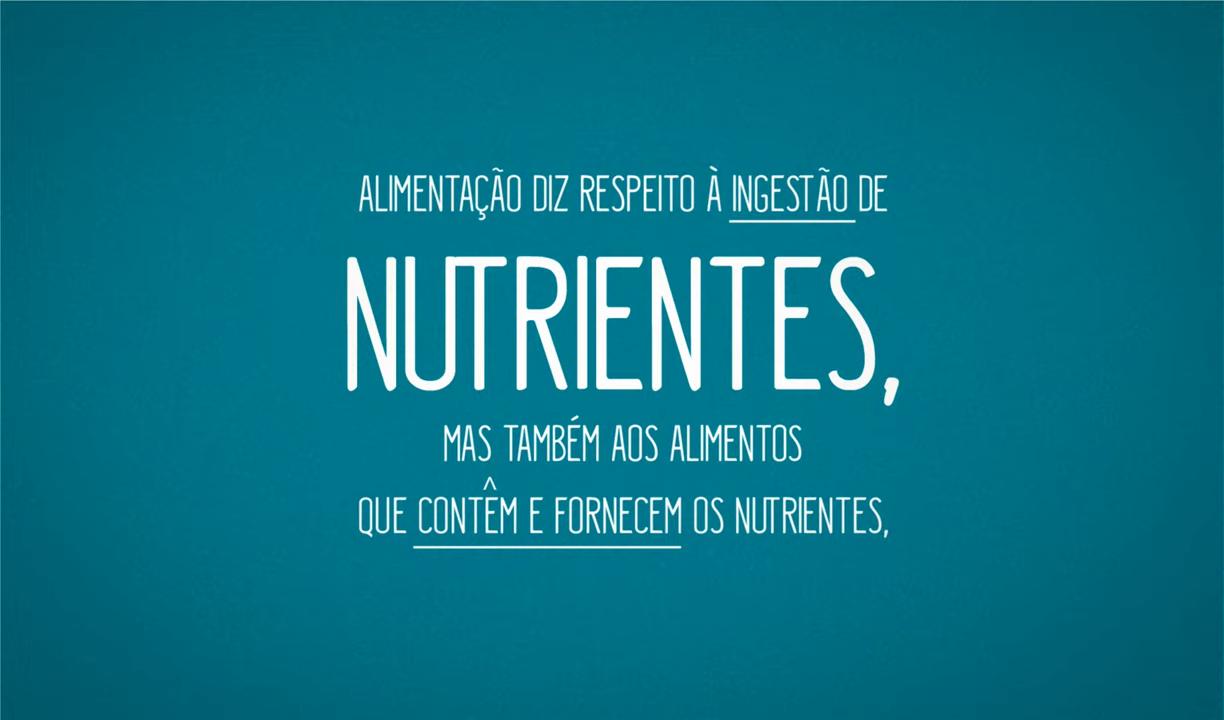 ALIMENTAÇÃO DIZ RESPEITO À INGESTÃO DE
NUTRIENTES,
MAS TAMBÉM AOS ALIMENTOS
QUE CONTÊM E FORNECEM OS NUTRIENTES,